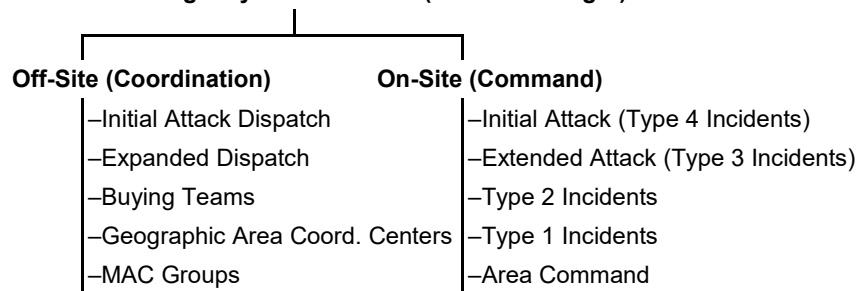 Off-Site (Coordination)
–Initial Attack Dispatch
–Expanded Dispatch
–Buying Teams
–Geographic Area Coord. Centers
–MAC Groups
On-Site (Command)
–Initial Attack (Type 4 Incidents)
–Extended Attack (Type 3 Incidents)
–Type 2 Incidents
–Type 1 Incidents
–Area Command